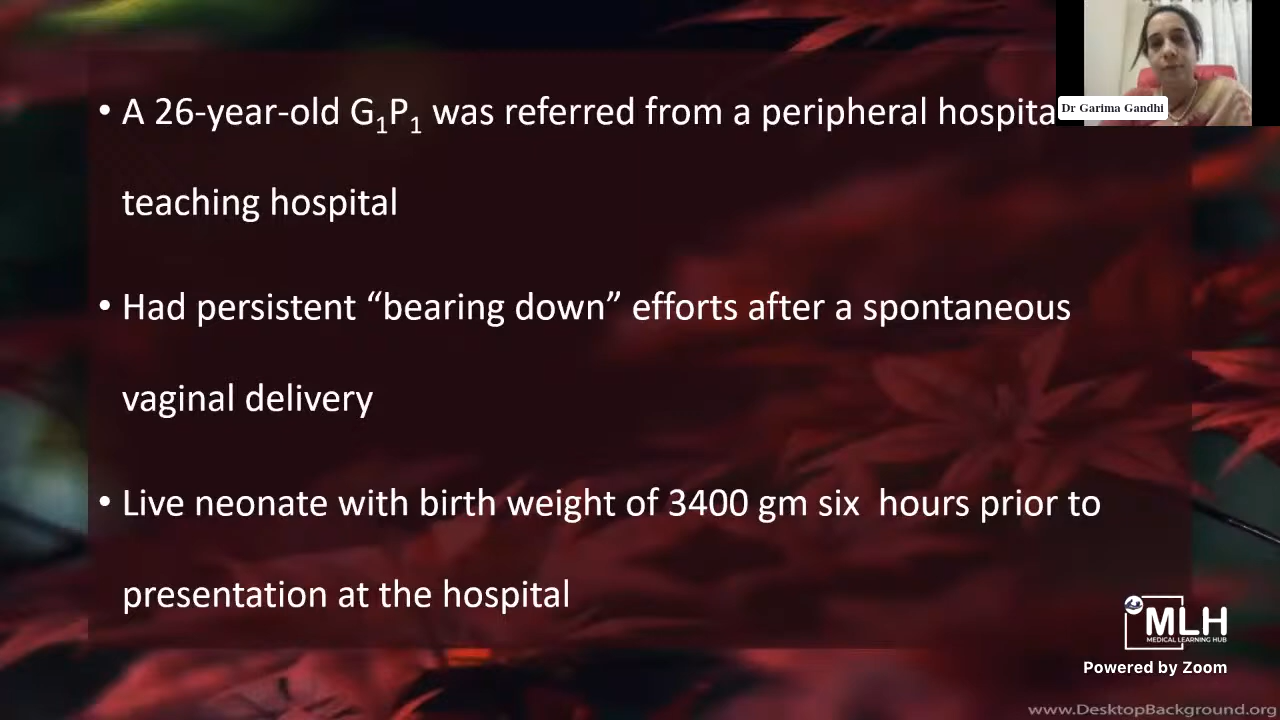 • A 26-year-old G₁P₁ was referred from a peripheral
teaching hospital
• Had persistent “bearing down” efforts after a spontaneous
vaginal delivery
• Live neonate with birth weight of 3400 gm six hours prior to
presentation at the hospital
Dr Garima Gandhi
MLH
MEDICAL LEARNING HUB
Powered by Zoom
www.DesktopBackground.org